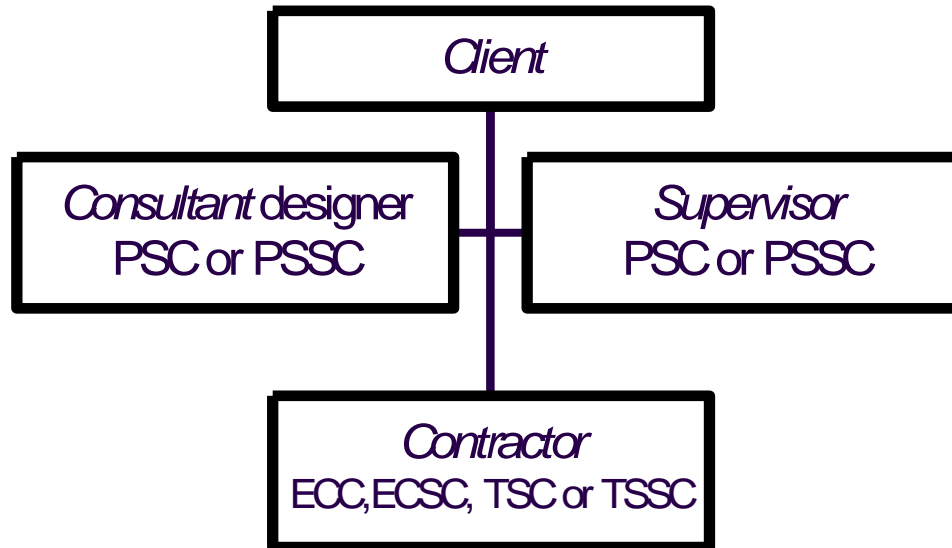 Client
Consultant designer
PSC or PSSC
Supervisor
PSC or PSSC
Contractor
ECC,ECSC, TSC or TSSC